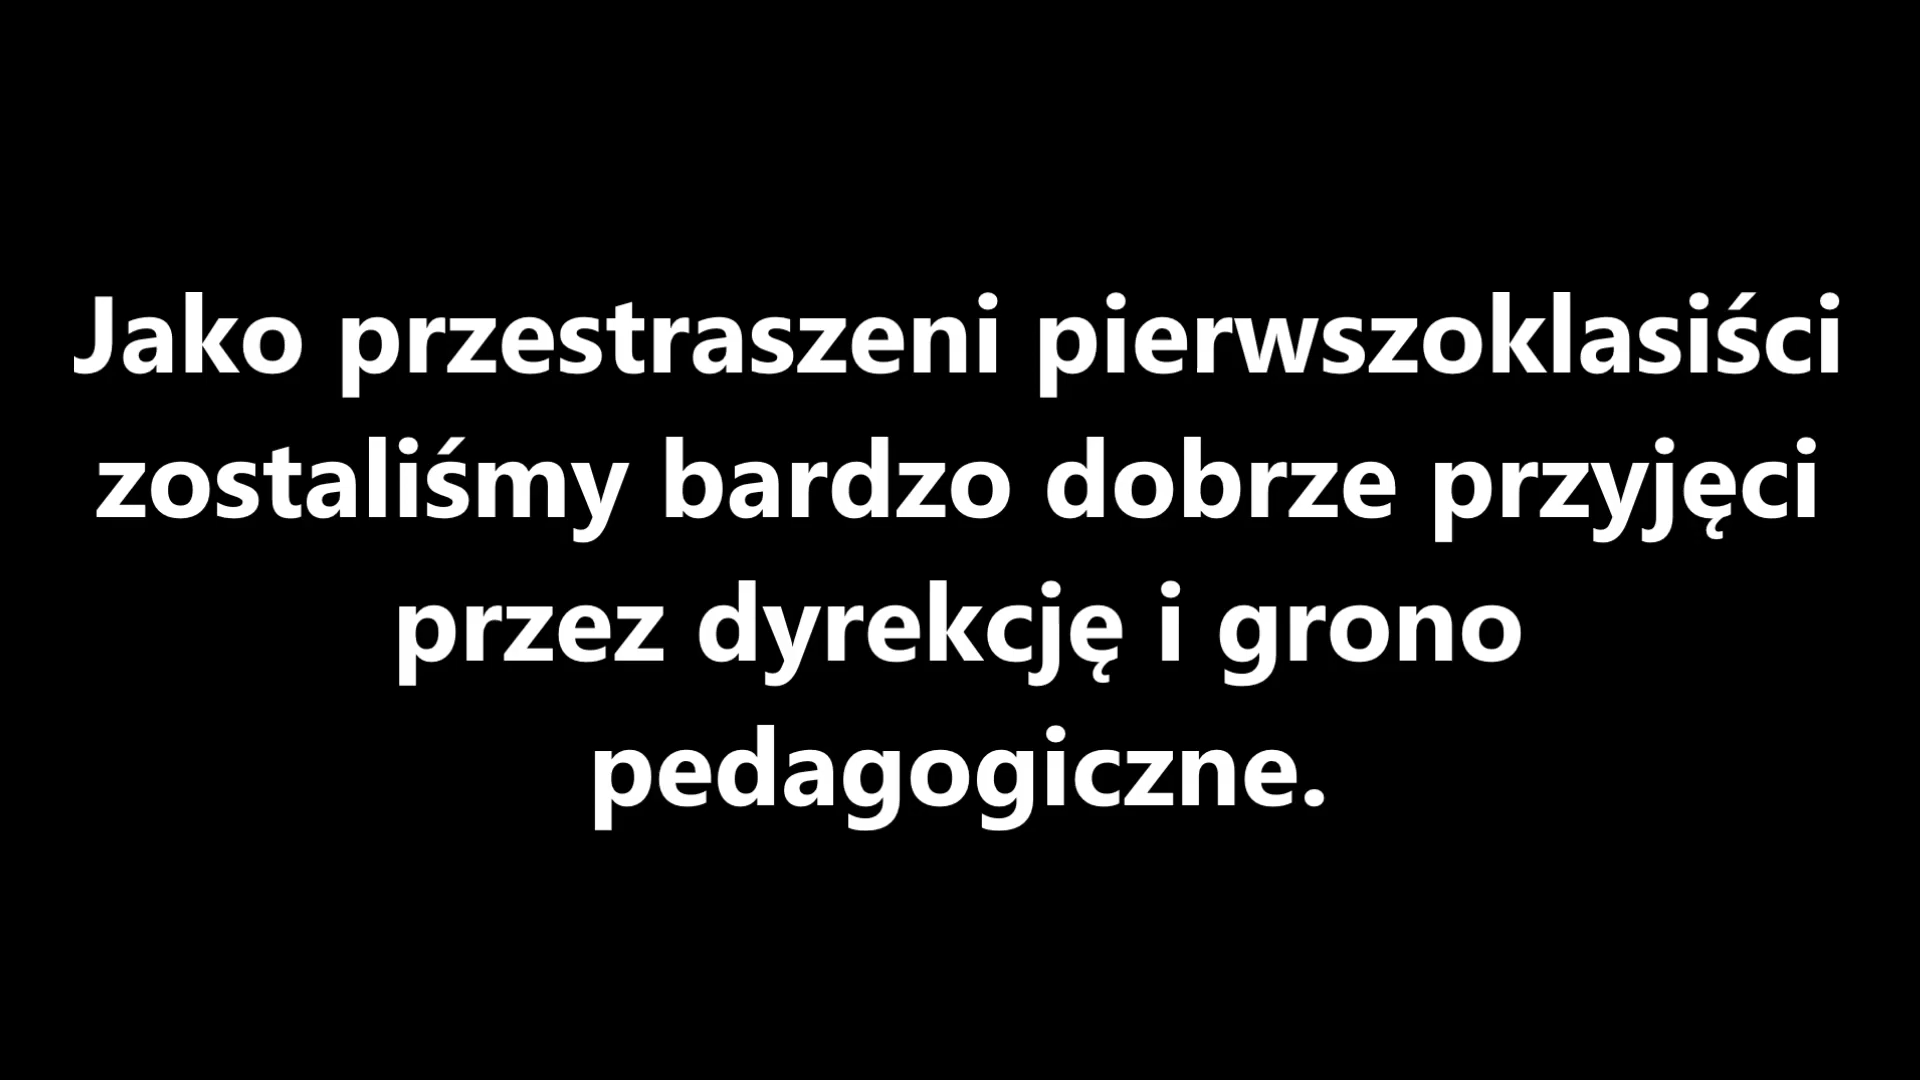 Jako przestraszeni pierwszoklasiści
zostaliśmy bardzo dobrze przyjęci
przez dyrekcję i grono
pedagogiczne.